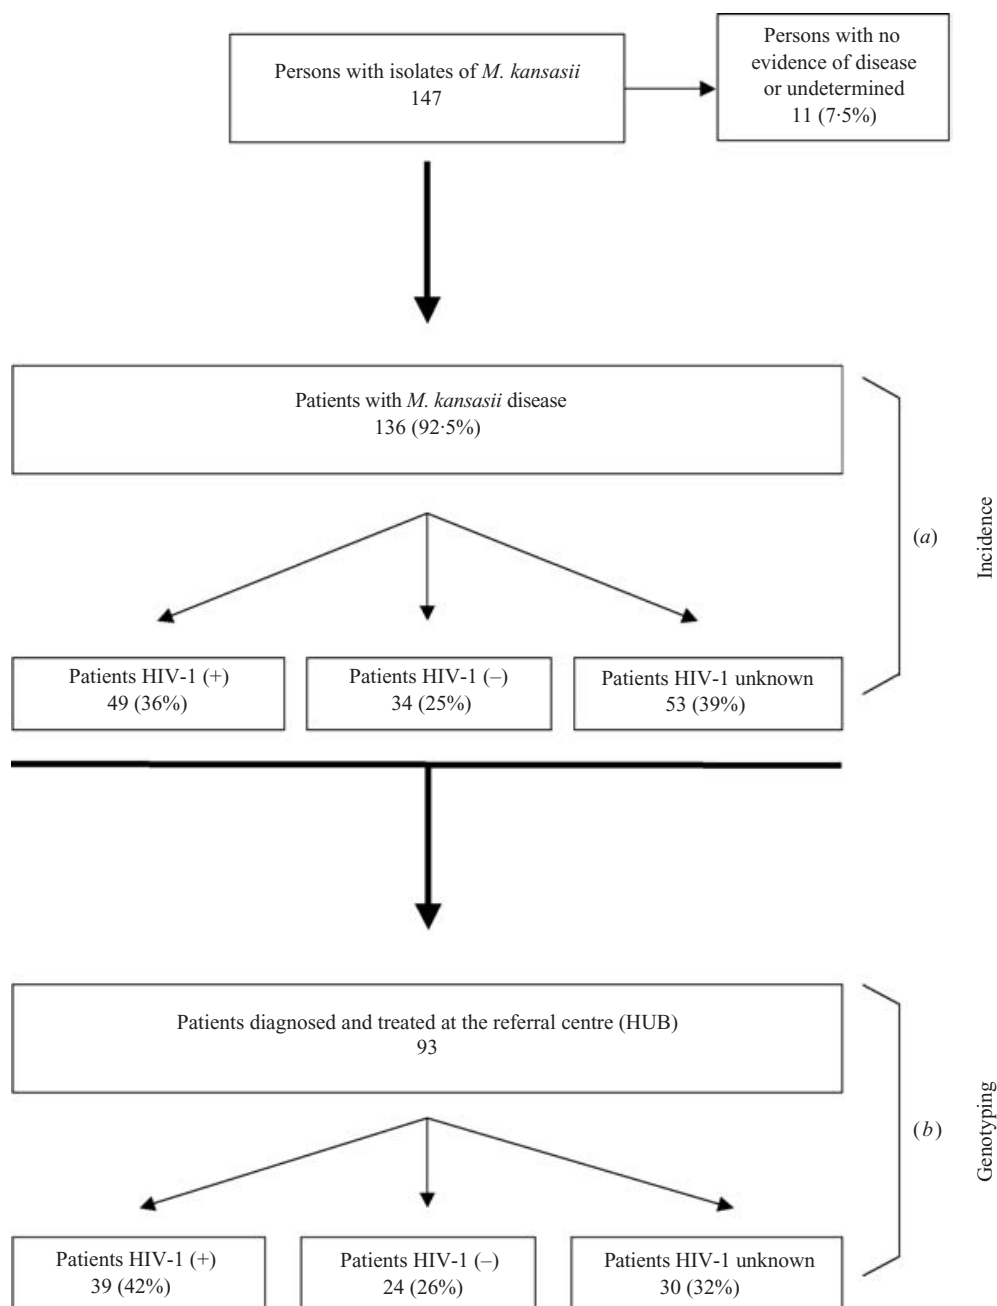 Persons with isolates of M. kansasii
147
Persons with no
evidence of disease
or undetermined
11 (7·5%)
Patients with M. kansasii disease
136 (92·5%)
Patients HIV-1 (+)
49 (36%)
Patients HIV-1 (–)
34 (25%)
Patients HIV-1 unknown
53 (39%)
(a)
Incidence
Patients diagnosed and treated at the referral centre (HUB)
93
Patients HIV-1 (+)
39 (42%)
Patients HIV-1 (–)
24 (26%)
Patients HIV-1 unknown
30 (32%)
(b)
Genotyping